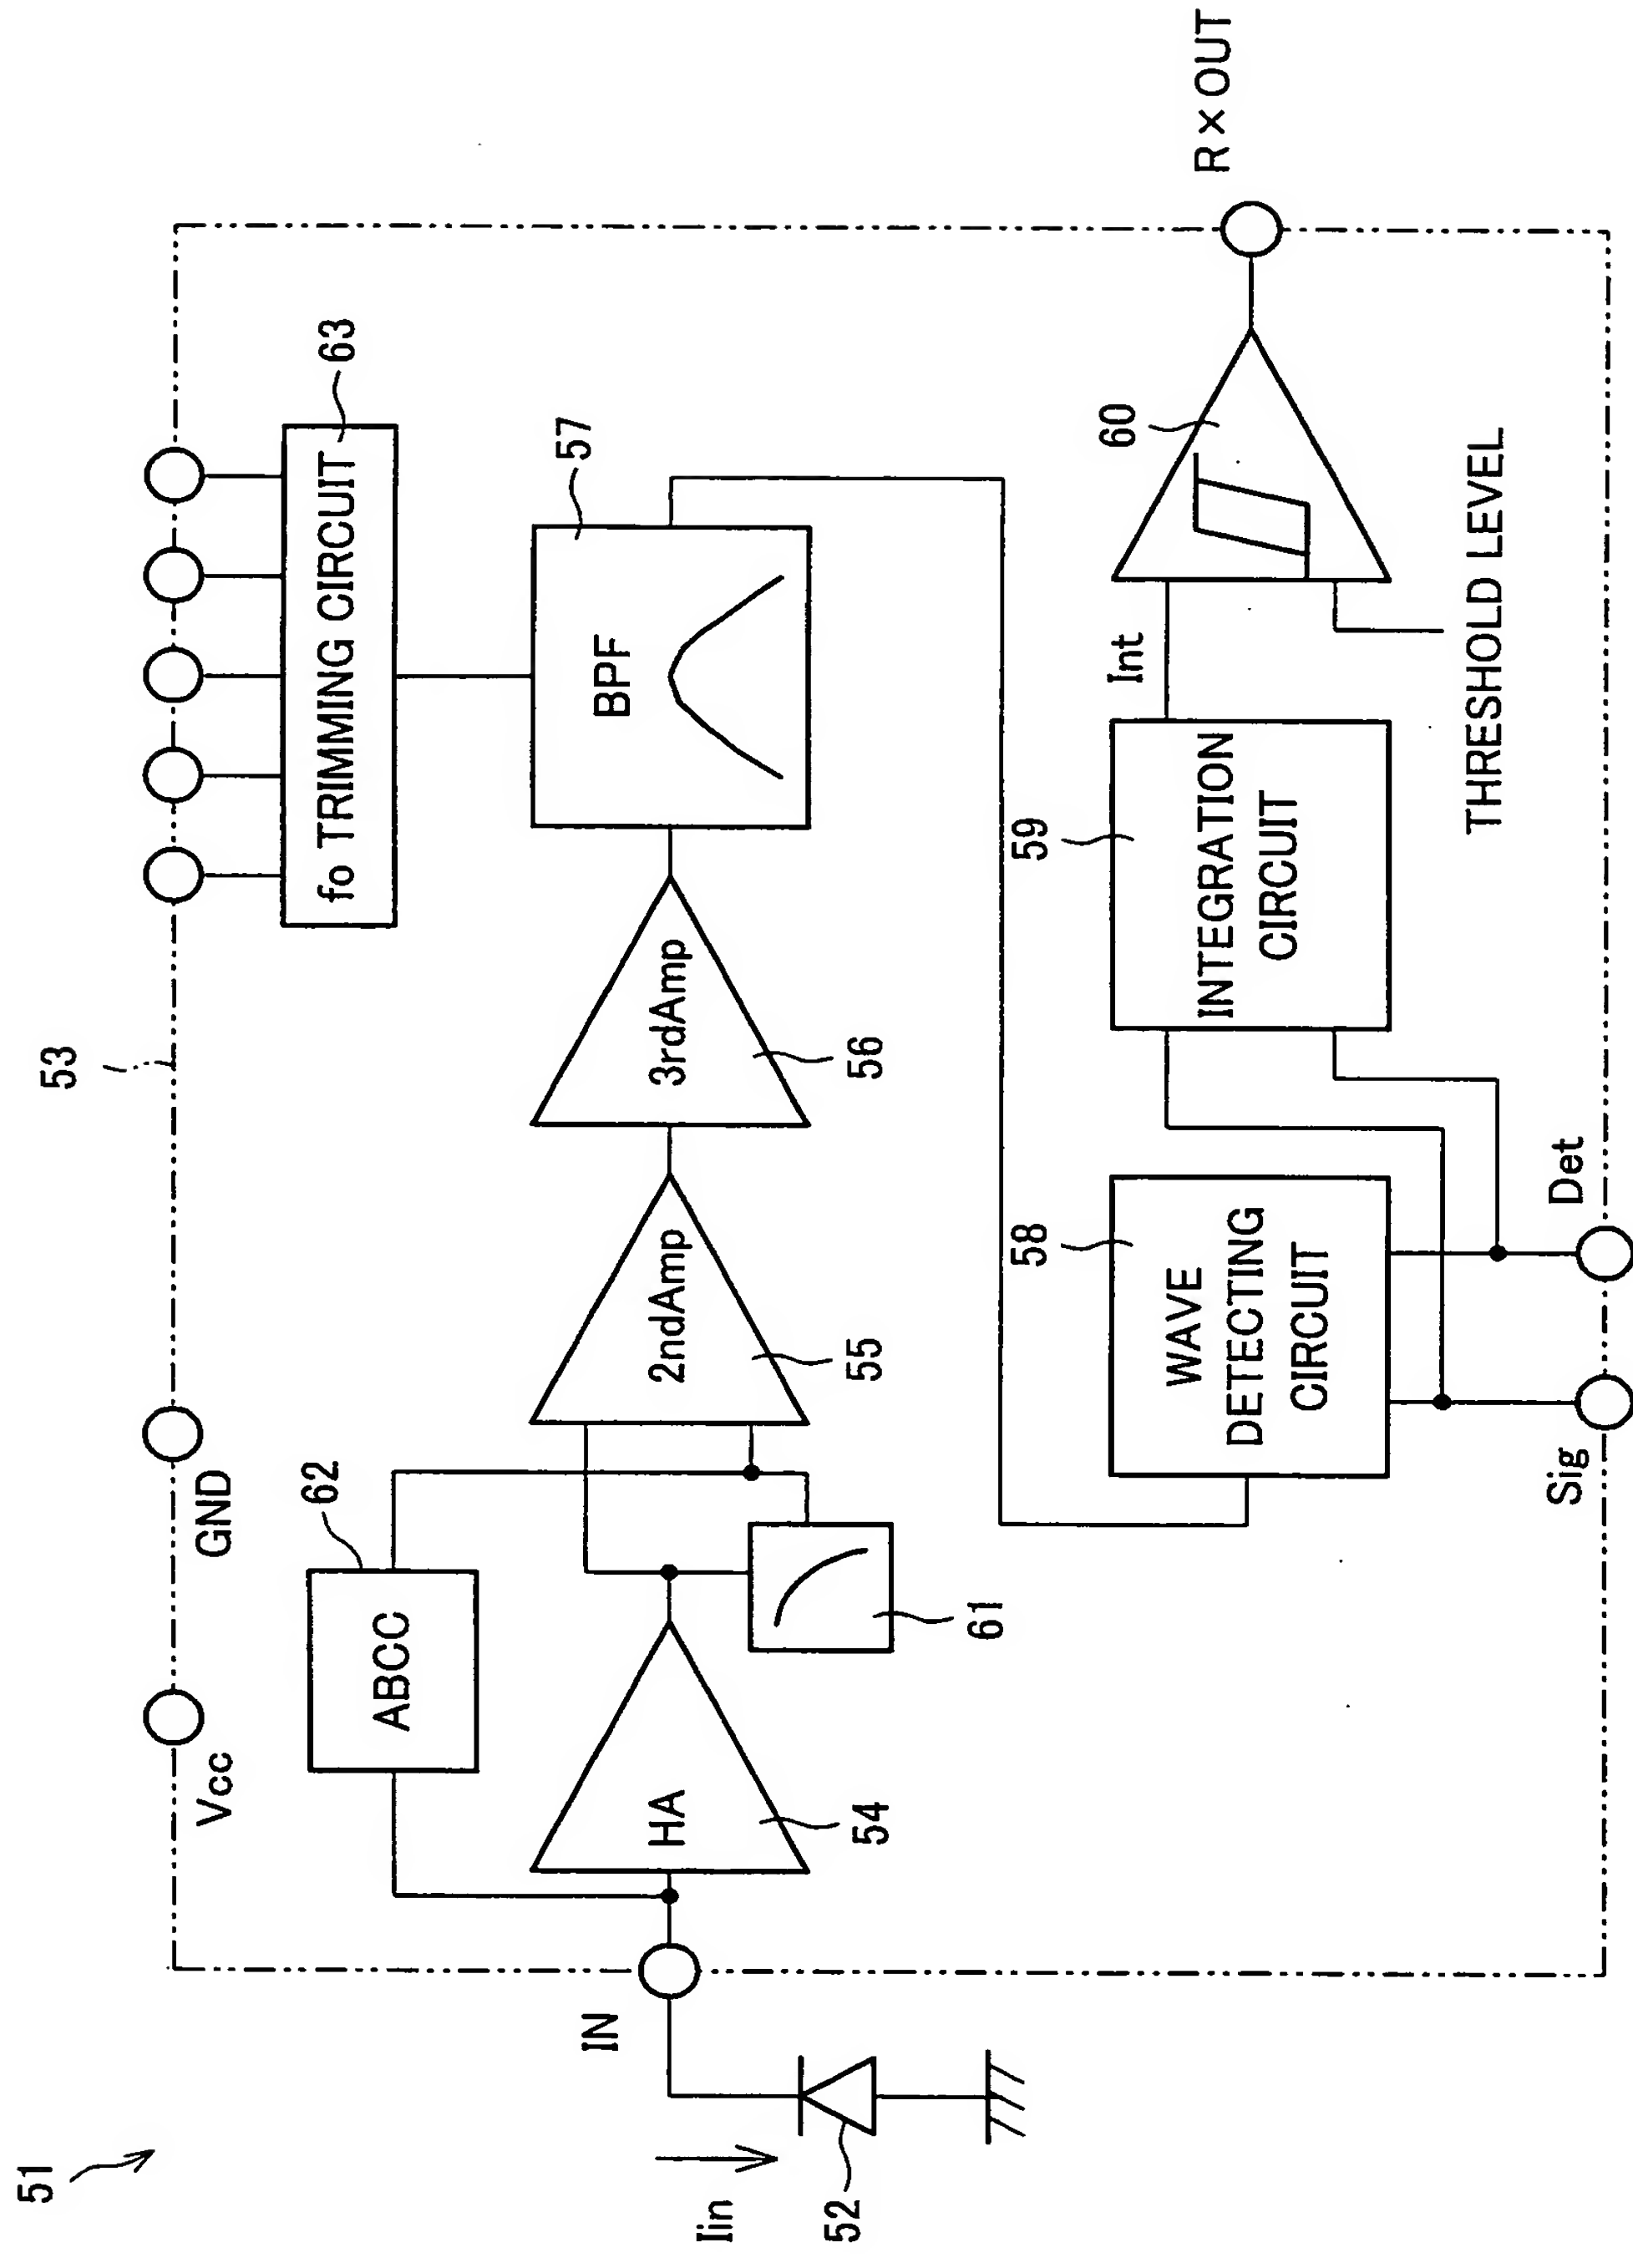 51
53
Vcc
GND
62
ABCC
fo TRIMMING CIRCUIT
63
IN
Iin
52
HA
54
61
2ndAmp
55
3rdAmp
56
BPF
57
58
WAVE
DETECTING
CIRCUIT
Sig
Det
59
INTEGRATION
CIRCUIT
Int
60
THRESHOLD LEVEL
R×OUT